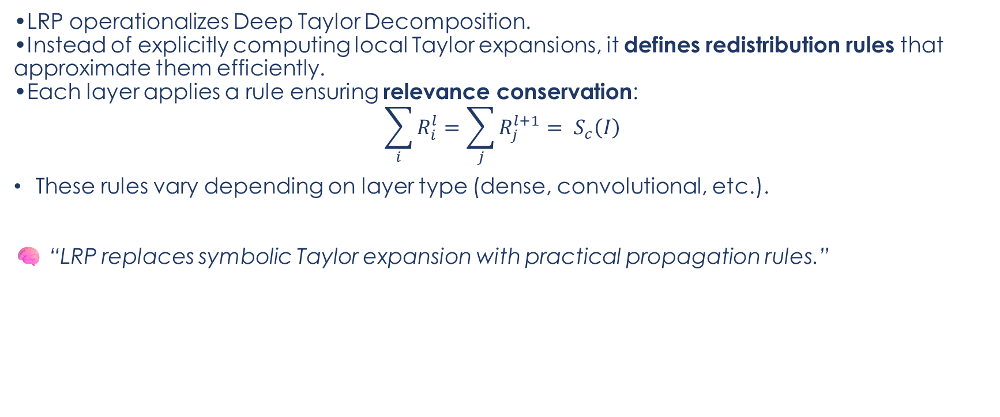 •LRP operationalizes Deep Taylor Decomposition.
•Instead of explicitly computing local Taylor expansions, it defines redistribution rules that
approximate them efficiently.
•Each layer applies a rule ensuring relevance conservation:
∑_i R_i^l = ∑_j R_j^{l+1} = S_c(I)
• These rules vary depending on layer type (dense, convolutional, etc.).
🧠 “LRP replaces symbolic Taylor expansion with practical propagation rules.”